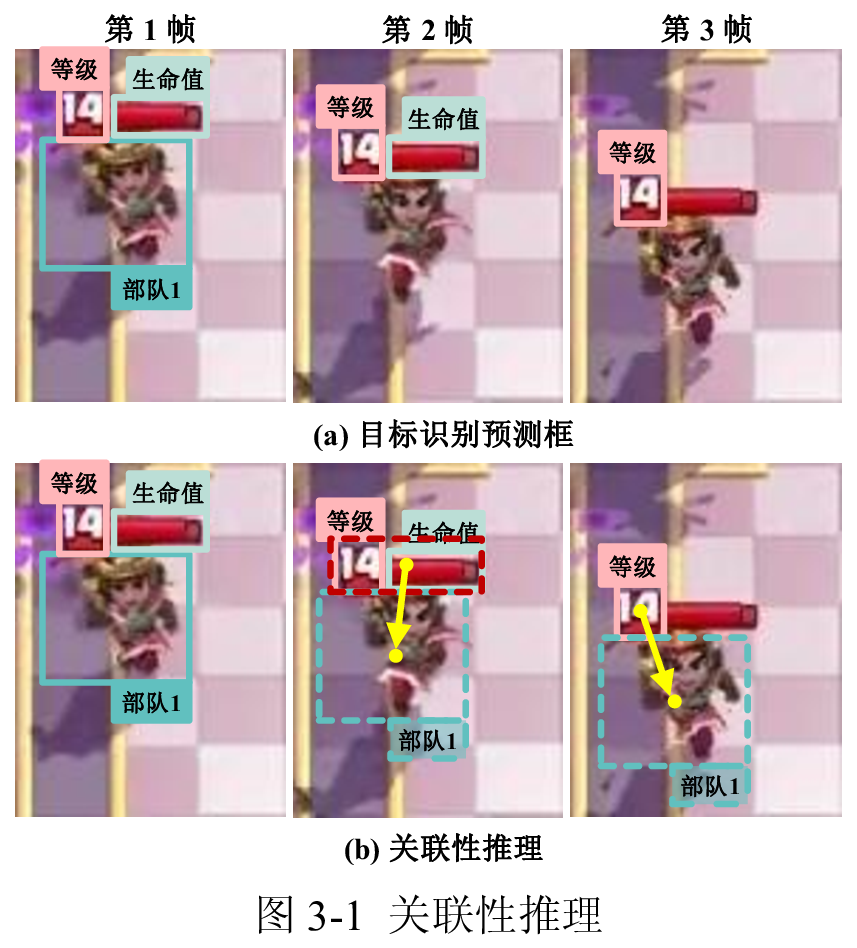 第 1 帧 第 2 帧 第 3 帧
等级
生命值
14
部队1
等级
生命值
14
等级
14
(a) 目标识别预测框
等级
生命值
14
部队1
等级
生命值
14
部队1
等级
14
部队1
(b) 关联性推理
图 3-1 关联性推理